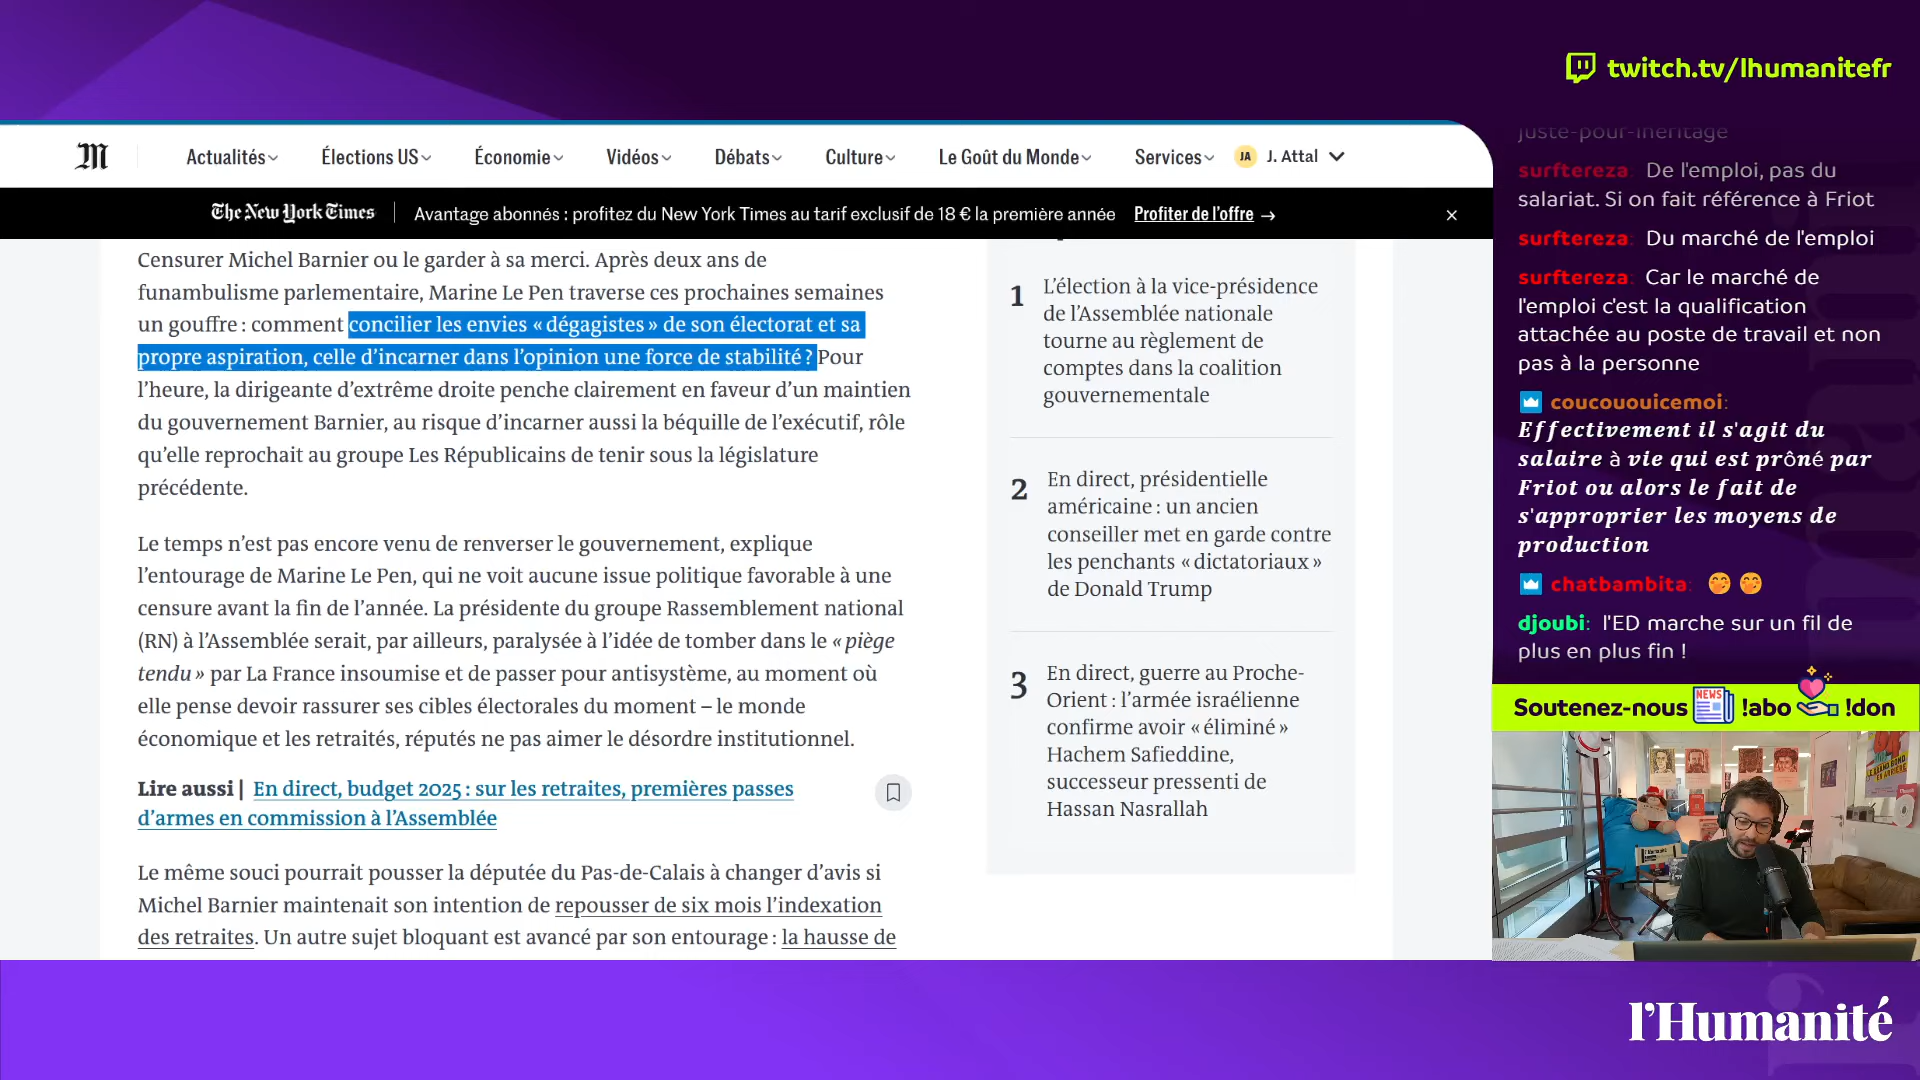 twitch.tv/lhumanitefr
M
Actualités
Élections US
Économie
Vidéos
Débats
Culture
Le Goût du Monde
Services
JA
J. Attal
The New York Times
Avantage abonnés : profitez du New York Times au tarif exclusif de 18 € la première année
Profiter de l'offre →
Censurer Michel Barnier ou le garder à sa merci. Après deux ans de
funambulisme parlementaire, Marine Le Pen traverse ces prochaines semaines
un gouffre : comment concilier les envies « dégagistes » de son électorat et sa
propre aspiration, celle d'incarner dans l'opinion une force de stabilité ? Pour
l'heure, la dirigeante d'extrême droite penche clairement en faveur d'un maintien
du gouvernement Barnier, au risque d'incarner aussi la béquille de l'exécutif, rôle
qu'elle reprochait au groupe Les Républicains de tenir sous la législature
précédente.
Le temps n'est pas encore venu de renverser le gouvernement, explique
l'entourage de Marine Le Pen, qui ne voit aucune issue politique favorable à une
censure avant la fin de l'année. La présidente du groupe Rassemblement national
(RN) à l'Assemblée serait, par ailleurs, paralysée à l'idée de tomber dans le « piège
tendu » par La France insoumise et de passer pour antisystème, au moment où
elle pense devoir rassurer ses cibles électorales du moment – le monde
économique et les retraités, réputés ne pas aimer le désordre institutionnel.
Lire aussi | En direct, budget 2025 : sur les retraites, premières passes
d'armes en commission à l'Assemblée
Le même souci pourrait pousser la députée du Pas-de-Calais à changer d'avis si
Michel Barnier maintenait son intention de repousser de six mois l'indexation
des retraites. Un autre sujet bloquant est avancé par son entourage : la hausse de
1
L'élection à la vice-présidence
de l'Assemblée nationale
tourne au règlement de
comptes dans la coalition
gouvernementale
2
En direct, présidentielle
américaine : un ancien
conseiller met en garde contre
les penchants « dictatoriaux »
de Donald Trump
3
En direct, guerre au Proche-
Orient : l'armée israélienne
confirme avoir « éliminé »
Hachem Safieddine,
successeur pressenti de
Hassan Nasrallah
juste-pour-lheritage
surftereza: De l'emploi, pas du
salariat. Si on fait référence à Friot
surftereza: Du marché de l'emploi
surftereza: Car le marché de
l'emploi c'est la qualification
attachée au poste de travail et non
pas à la personne
coucououicemoi:
Effectivement il s'agit du
salaire à vie qui est prôné par
Friot ou alors le fait de
s'approprier les moyens de
production
chatbambita:
djoubi: l'ED marche sur un fil de
plus en plus fin !
Soutenez-nous NEWS !abo !don
l'Humanité
l'Humanité